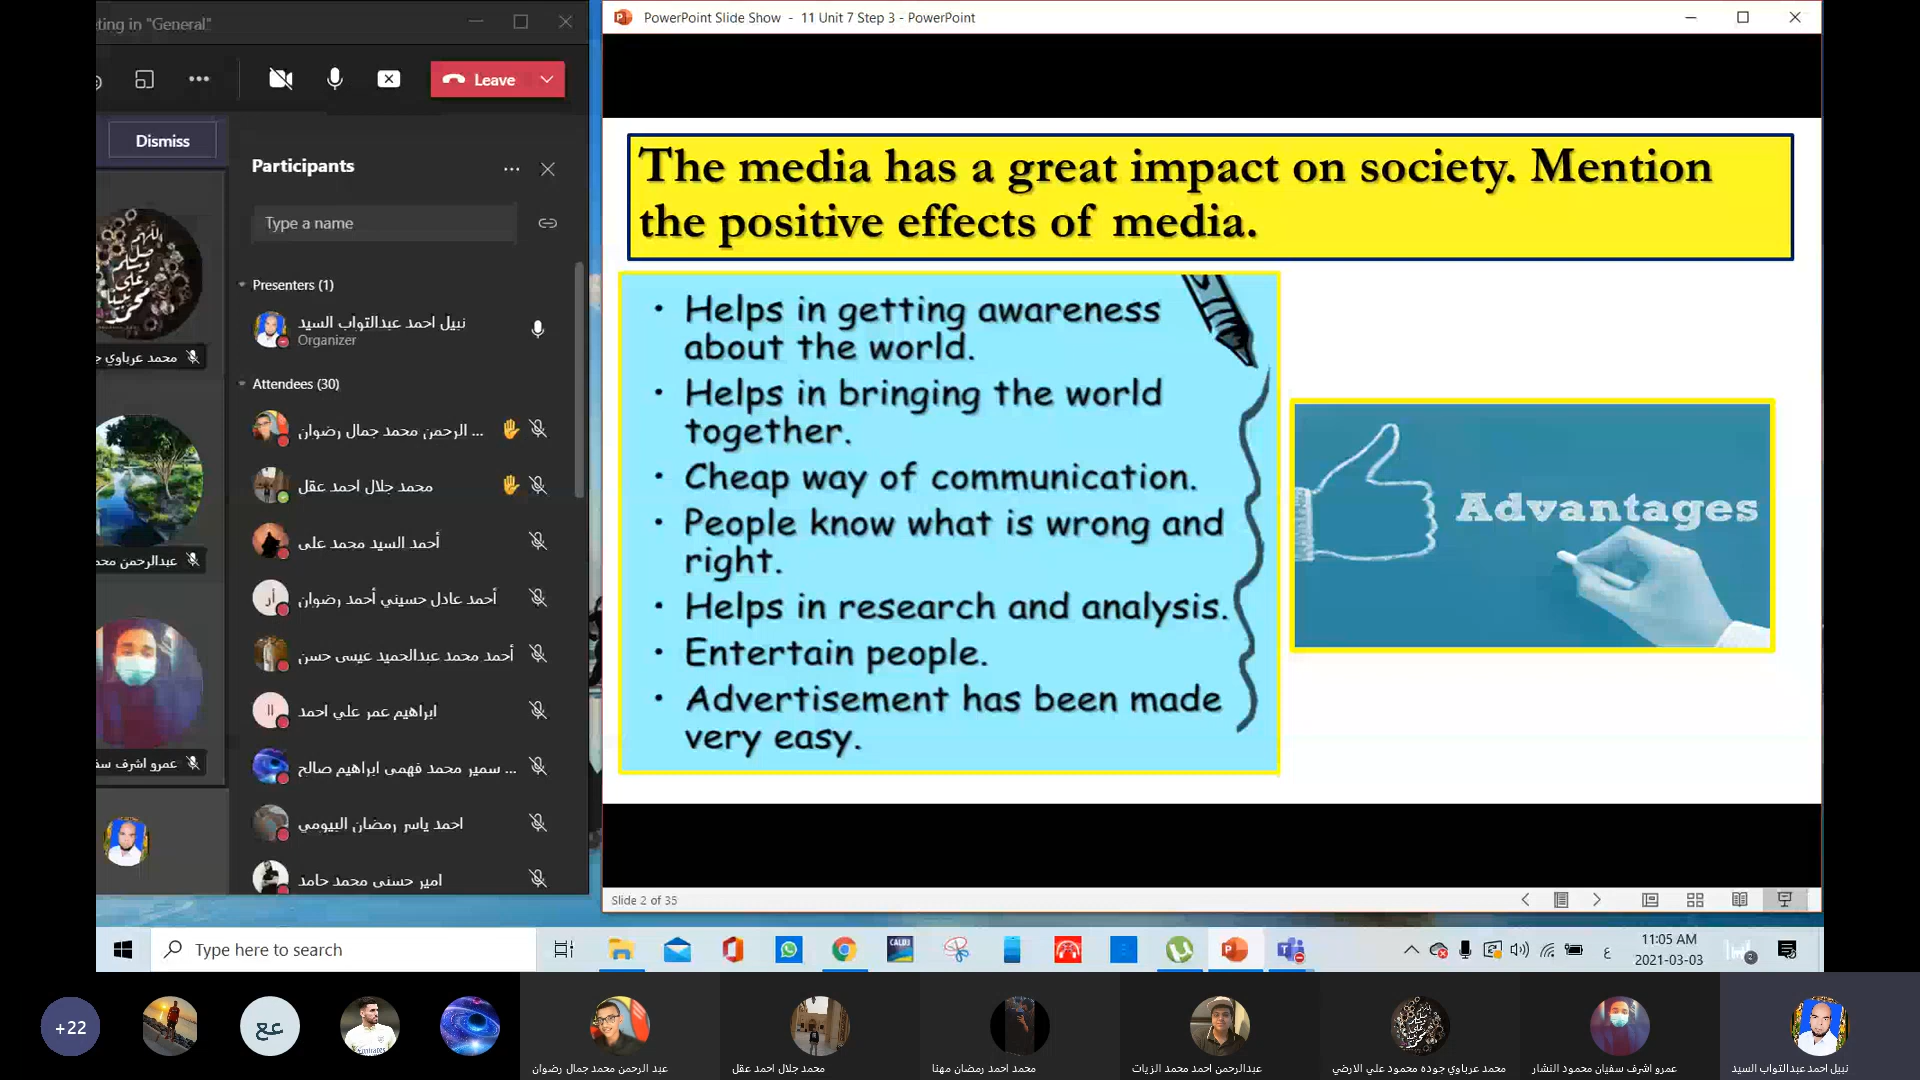 ting in "General"
Leave
Dismiss
Participants
Type a name
Presenters (1)
نبيل احمد عبدالتواب السيد
Organizer
Attendees (30)
... الرحمن محمد جمال رضوان
محمد جلال احمد عقل
أحمد السيد محمد على
أر
أحمد عادل حسيني أحمد رضوان
أحمد محمد عبدالحميد عيسى حسن
اا
ابراهيم عمر علي احمد
... سمير محمد فهمى ابراهيم صالح
احمد ياسر رمضان البيومي
امير حسنى محمد حامد
محمد عرباوي ج
عبدالرحمن محم
عمرو اشرف سف
PowerPoint Slide Show - 11 Unit 7 Step 3 - PowerPoint
The media has a great impact on society. Mention
the positive effects of media.
• Helps in getting awareness
about the world.
• Helps in bringing the world
together.
• Cheap way of communication.
• People know what is wrong and
right.
• Helps in research and analysis.
• Entertain people.
• Advertisement has been made
very easy.
Advantages
Slide 2 of 35
Type here to search
ع
11:05 AM
2021-03-03
2
+22
عع
عبد الرحمن محمد جمال رضوان
محمد جلال احمد عقل
محمد احمد رمضان مهنا
عبدالرحمن احمد محمد الزيات
محمد عرباوي جوده محمود علي الارضي
عمرو اشرف سفيان محمود النشار
نبيل احمد عبدالتواب السيد